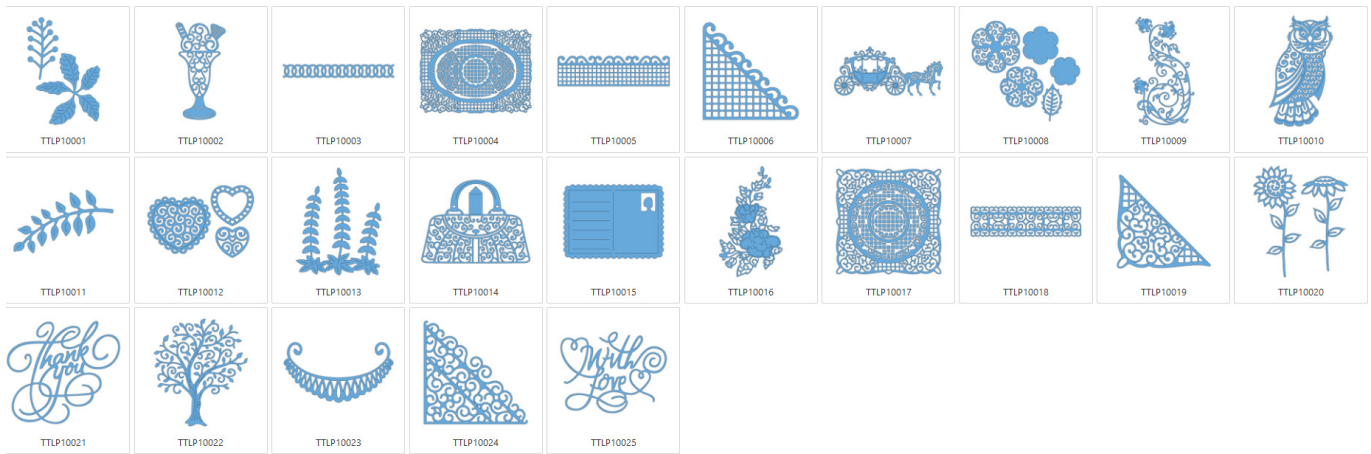 TTLP10001 TTLP10002 TTLP10003 TTLP10004 TTLP10005 TTLP10006 TTLP10007 TTLP10008 TTLP10009 TTLP10010
TTLP10011 TTLP10012 TTLP10013 TTLP10014 TTLP10015 TTLP10016 TTLP10017 TTLP10018 TTLP10019 TTLP10020
Thank
you
With
Love
TTLP10021 TTLP10022 TTLP10023 TTLP10024 TTLP10025